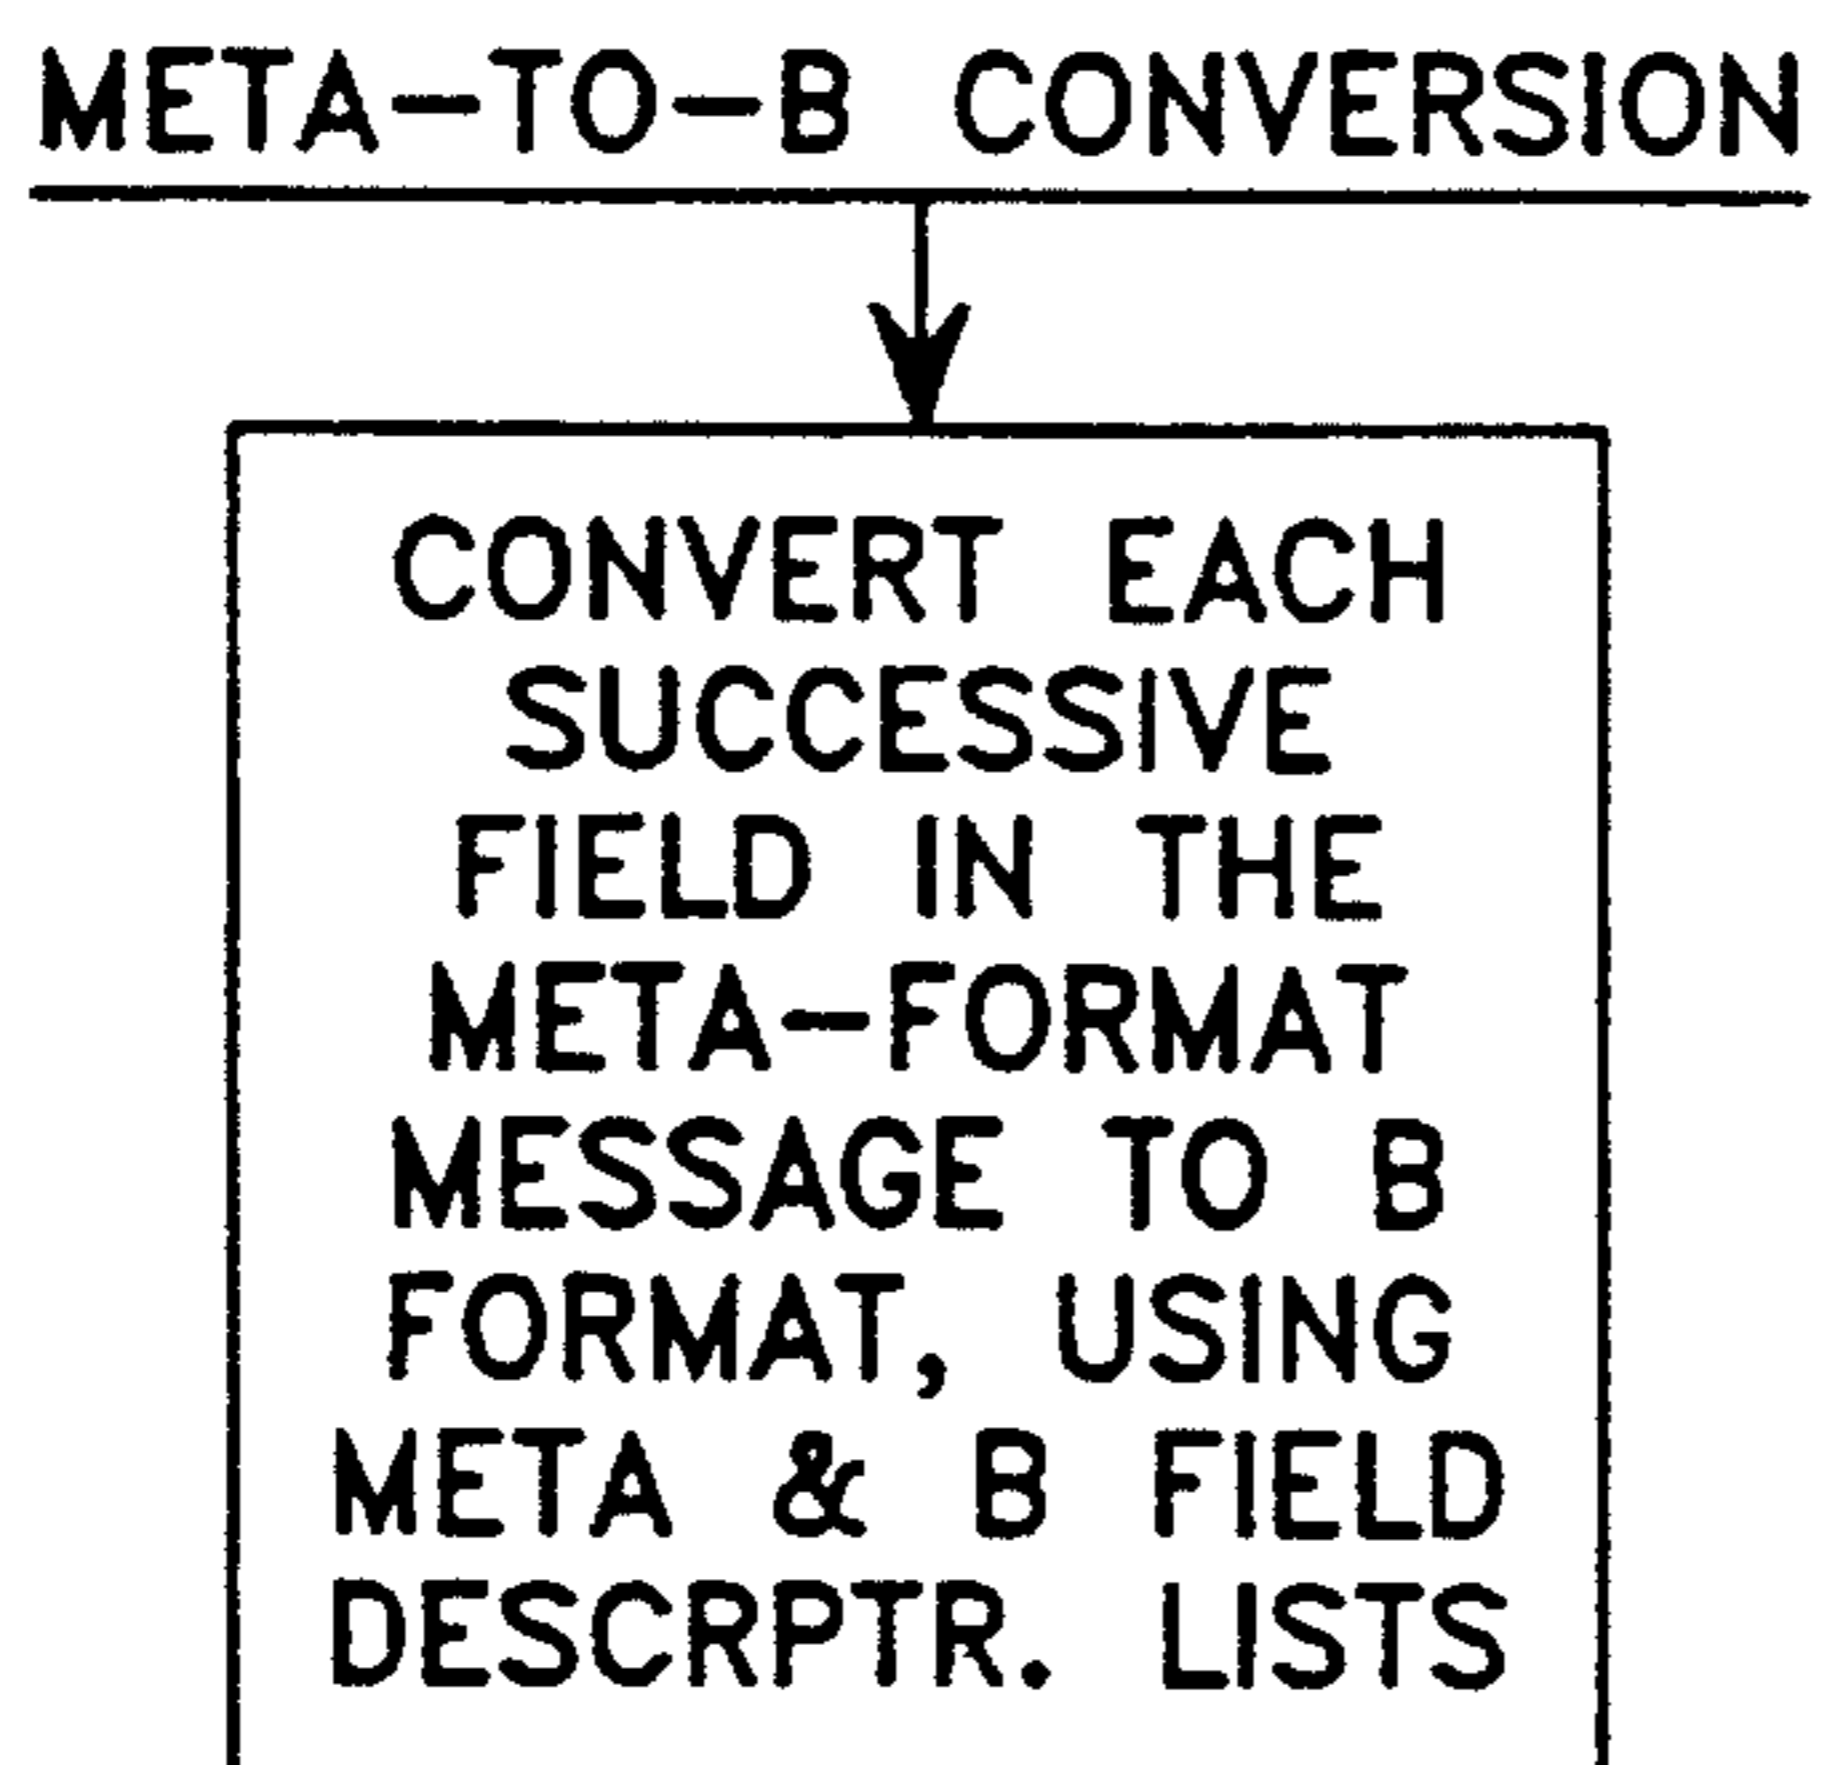 META-TO-B CONVERSION
CONVERT EACH
SUCCESSIVE
FIELD IN THE
META-FORMAT
MESSAGE TO B
FORMAT, USING
META & B FIELD
DESCRPTR. LISTS